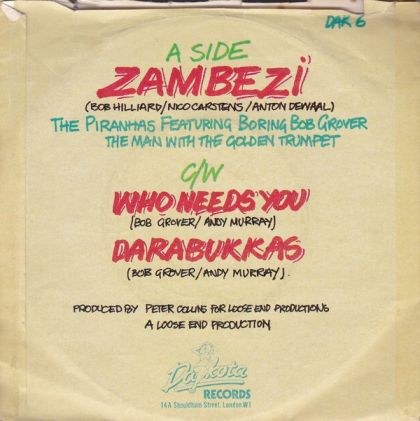 DAK 6
A SIDE
ZAMBEZI
(BOB HILLIARD/NICO CARSTENS/ANTON DEWAAL)
THE PIRANHAS FEATURING BORING BOB GROVER
THE MAN WITH THE GOLDEN TRUMPET
C/W
WHO NEEDS YOU
(BOB GROVER/ANDY MURRAY)
DARABUKKAS
(BOB GROVER/ANDY MURRAY).
PRODUCED BY PETER COLLINS FOR LOOSE END PRODUCTIONS
A LOOSE END PRODUCTION
Dakota
RECORDS
14A Shouldham Street, London W1